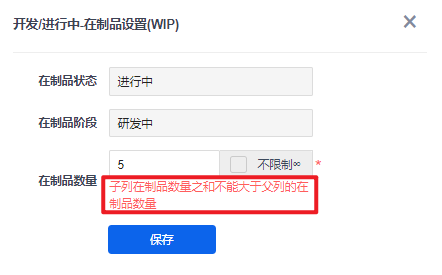 开发/进行中-在制品设置(WIP)
×
在制品状态 进行中
在制品阶段 研发中
在制品数量 5 不限制∞ *
子列在制品数量之和不能大于父列的在
制品数量
保存